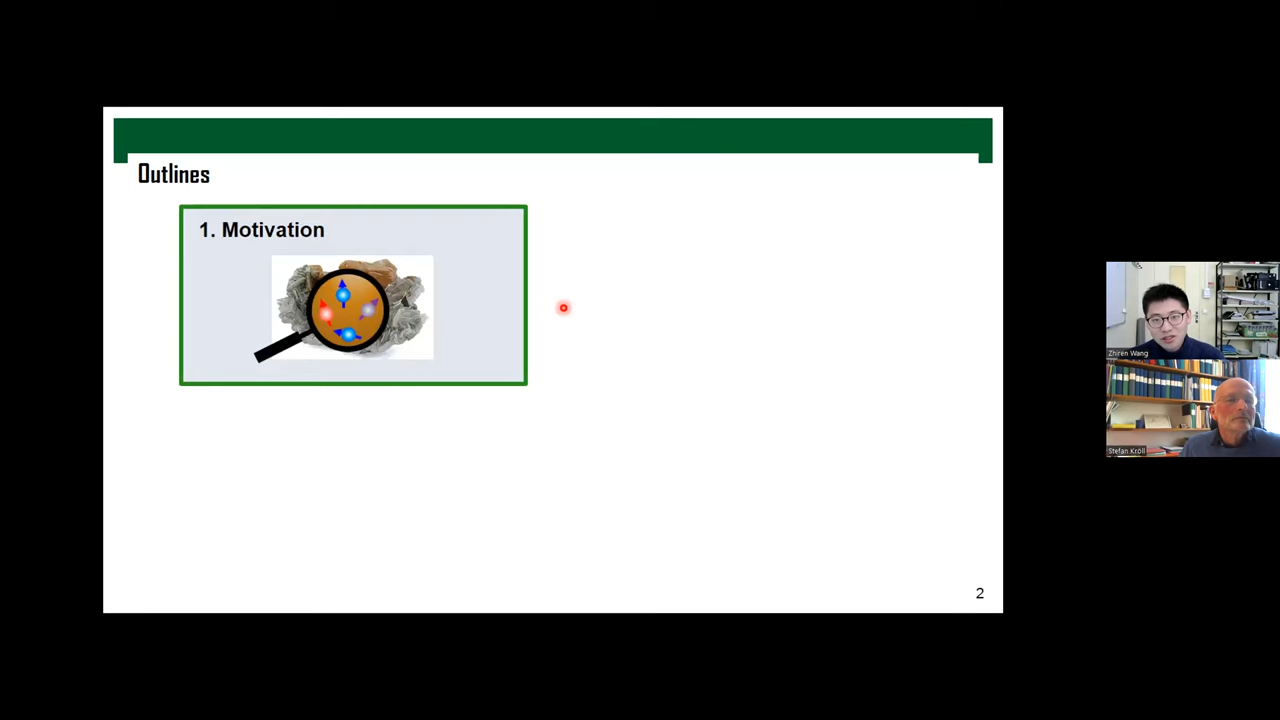 Outlines
1. Motivation
2
Zhiren Wang
Stefan Kröll